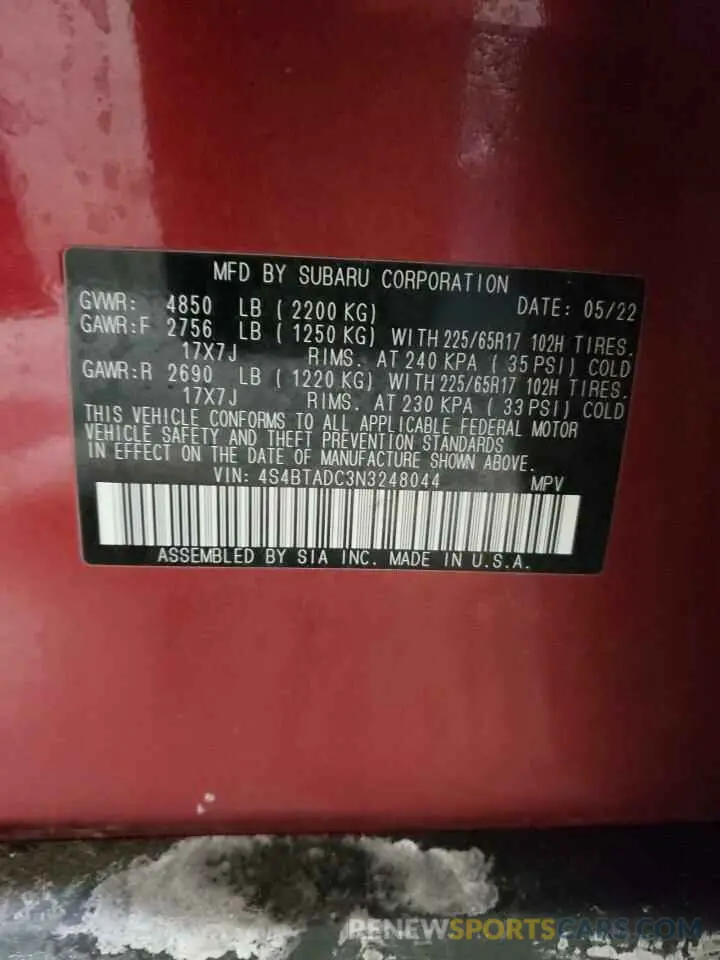 MFD BY SUBARU CORPORATION
GVWR: 4850 LB ( 2200 KG) DATE: 05/22
GAWR:F 2756 LB ( 1250 KG) WITH 225/65R17 102H TIRES.
17X7J RIMS. AT 240 KPA ( 35 PSI) COLD
GAWR:R 2690 LB ( 1220 KG) WITH 225/65R17 102H TIRES.
17X7J RIMS. AT 230 KPA ( 33 PSI) COLD
THIS VEHICLE CONFORMS TO ALL APPLICABLE FEDERAL MOTOR
VEHICLE SAFETY AND THEFT PREVENTION STANDARDS
IN EFFECT ON THE DATE OF MANUFACTURE SHOWN ABOVE.
VIN: 4S4BTADC3N3248044 MPV
ASSEMBLED BY SIA INC. MADE IN U.S.A.
RENEWSPORTSCARS.COM